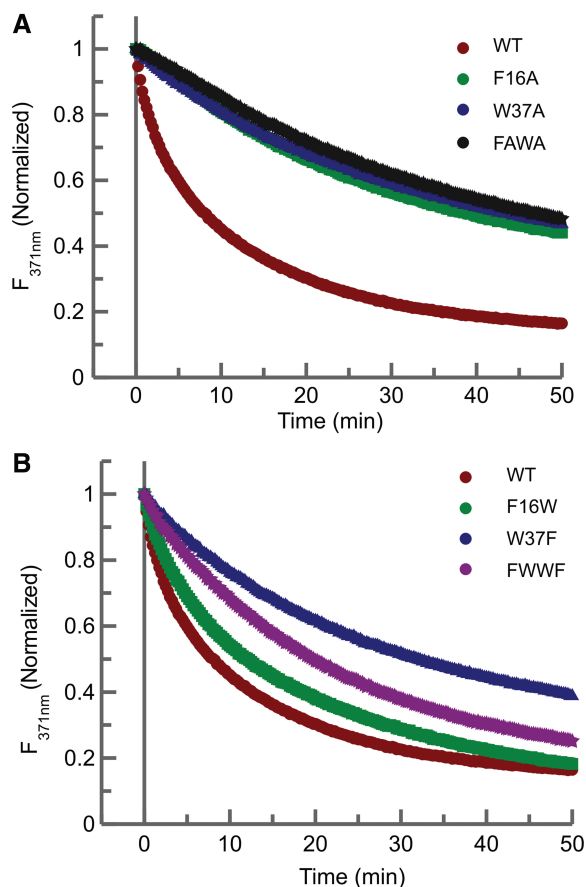 A
WT
F16A
W37A
FAWA
1
0.8
0.6
0.4
0.2
0
F371nm (Normalized)
0 10 20 30 40 50
Time (min)
B
WT
F16W
W37F
FWWF
1
0.8
0.6
0.4
0.2
0
F371nm (Normalized)
0 10 20 30 40 50
Time (min)